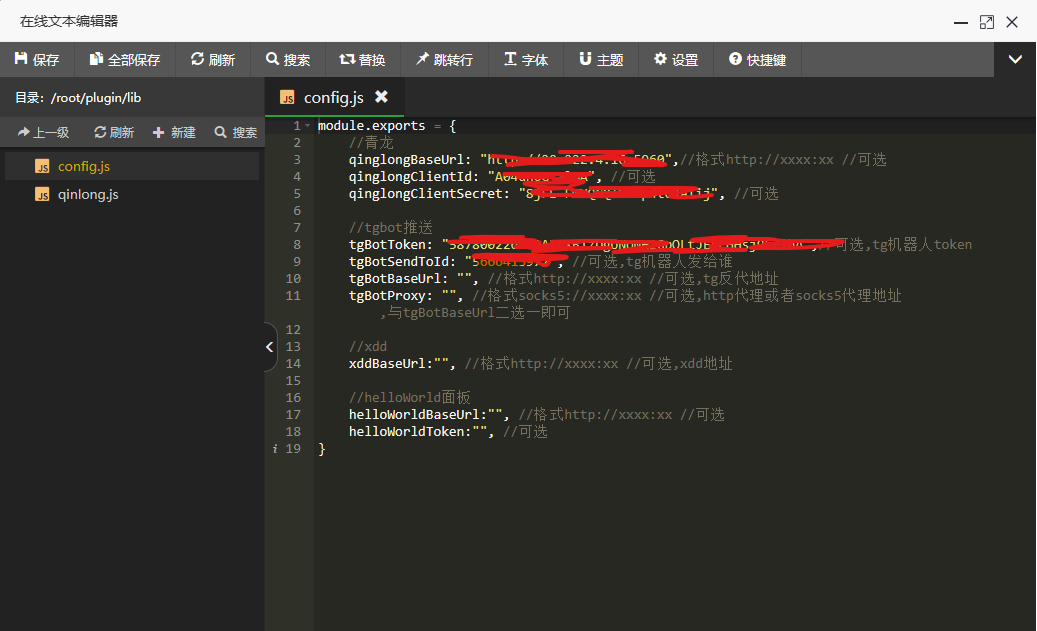 在线文本编辑器
保存 全部保存 刷新 搜索 替换 跳转行 字体 主题 设置 快捷键
目录: /root/plugin/lib
上一级 刷新 新建 搜索
config.js
qinlong.js
config.js
1 module.exports = {
2 //青龙
3 qinglongBaseUrl: ",//格式http://xxxx:xx //可选
4 qinglongClientId: ", //可选
5 qinglongClientSecret: ", //可选
6
7 //tgbot推送
8 tgBotToken: " //可选,tg机器人token
9 tgBotSendToId: ", //可选,tg机器人发给谁
10 tgBotBaseUrl: "", //格式http://xxxx:xx //可选,tg反代地址
11 tgBotProxy: "", //格式socks5://xxxx:xx //可选,http代理或者socks5代理地址
,与tgBotBaseUrl二选一即可
12
13 //xdd
14 xddBaseUrl:"", //格式http://xxxx:xx //可选,xdd地址
15
16 //helloWorld面板
17 helloWorldBaseUrl:"", //格式http://xxxx:xx //可选
18 helloWorldToken:"", //可选
19 }